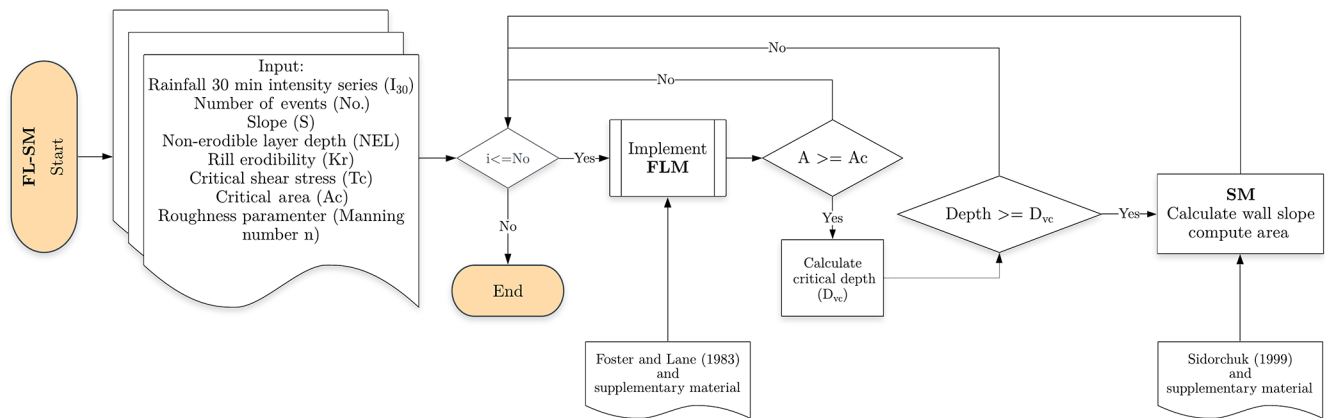 FL-SM
Start
Input:
Rainfall 30 min intensity series (I₃₀)
Number of events (No.)
Slope (S)
Non-erodible layer depth (NEL)
Rill erodibility (Kr)
Critical shear stress (Tc)
Critical area (Ac)
Roughness paramenter (Manning
number n)
i<=No
Yes
No
End
Implement
FLM
Foster and Lane (1983)
and
supplementary material
A >= Ac
No
Yes
Calculate
critical depth
(Dᵥc)
Depth >= Dᵥc
No
Yes
SM
Calculate wall slope
compute area
Sidorchuk (1999)
and
supplementary material